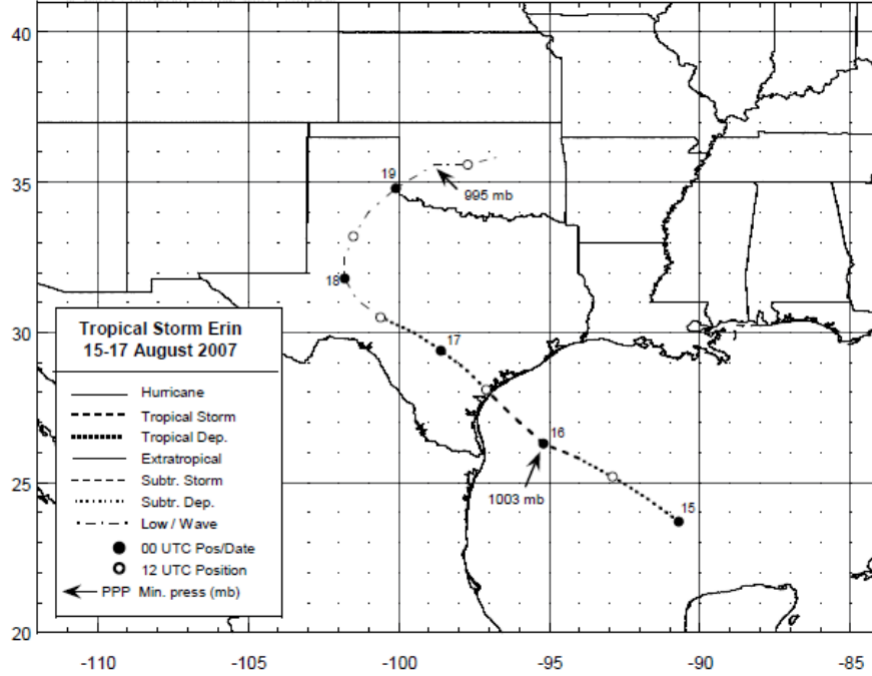 40
35
30
25
20
19
995 mb
18
17
16
1003 mb
15
Tropical Storm Erin
15-17 August 2007
Hurricane
Tropical Storm
Tropical Dep.
Extratropical
Subtr. Storm
Subtr. Dep.
Low / Wave
00 UTC Pos/Date
12 UTC Position
PPP Min. press (mb)
-110 -105 -100 -95 -90 -85